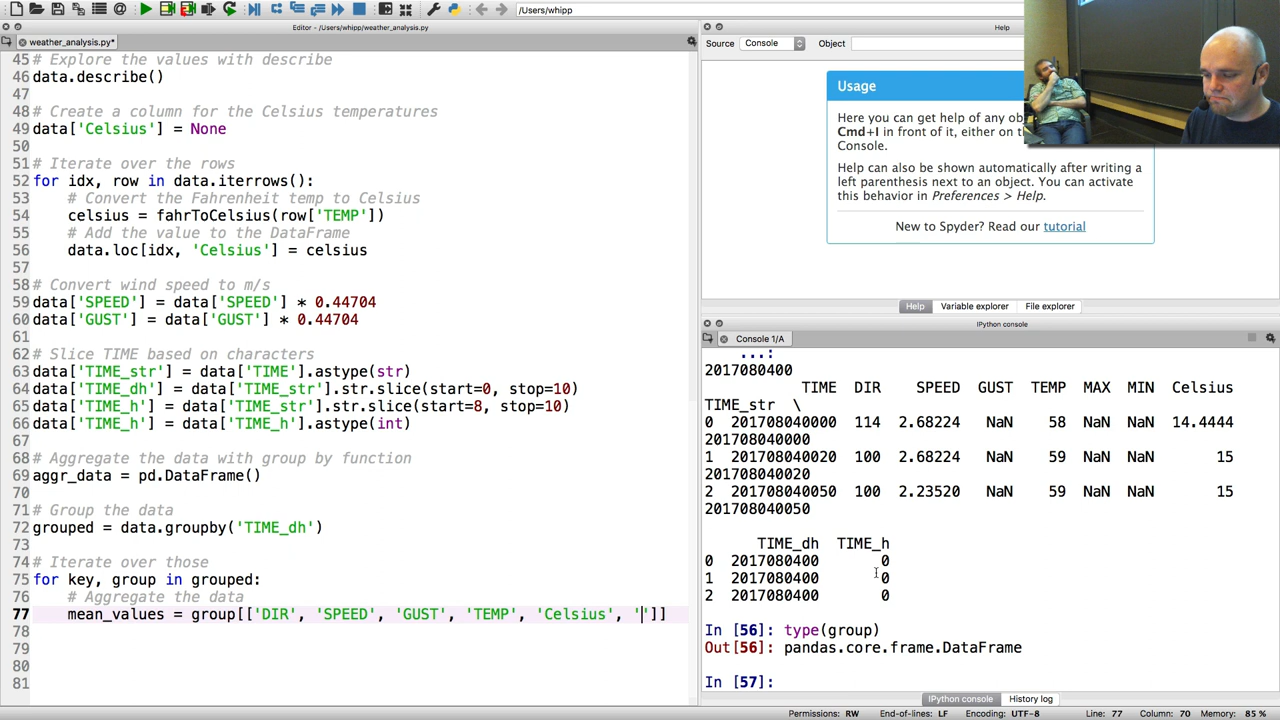 /Users/whipp
Editor - /Users/whipp/weather_analysis.py
weather_analysis.py*
45 # Explore the values with describe
46 data.describe()
47
48 # Create a column for the Celsius temperatures
49 data['Celsius'] = None
50
51 # Iterate over the rows
52 for idx, row in data.iterrows():
53 # Convert the Fahrenheit temp to Celsius
54 celsius = fahrToCelsius(row['TEMP'])
55 # Add the value to the DataFrame
56 data.loc[idx, 'Celsius'] = celsius
57
58 # Convert wind speed to m/s
59 data['SPEED'] = data['SPEED'] * 0.44704
60 data['GUST'] = data['GUST'] * 0.44704
61
62 # Slice TIME based on characters
63 data['TIME_str'] = data['TIME'].astype(str)
64 data['TIME_dh'] = data['TIME_str'].str.slice(start=0, stop=10)
65 data['TIME_h'] = data['TIME_str'].str.slice(start=8, stop=10)
66 data['TIME_h'] = data['TIME_h'].astype(int)
67
68 # Aggregate the data with group by function
69 aggr_data = pd.DataFrame()
70
71 # Group the data
72 grouped = data.groupby('TIME_dh')
73
74 # Iterate over those
75 for key, group in grouped:
76 # Aggregate the data
77 mean_values = group[['DIR', 'SPEED', 'GUST', 'TEMP', 'Celsius', '']]
78
79
80
81
Help
Source Console Object
Usage
Here you can get help of any obj
Cmd+I in front of it, either on th
Console.
Help can also be shown automatically after writing a
left parenthesis next to an object. You can activate
this behavior in Preferences > Help.
New to Spyder? Read our tutorial
Help Variable explorer File explorer
IPython console
Console 1/A
...:
2017080400
TIME DIR SPEED GUST TEMP MAX MIN Celsius
TIME_str \
0 201708040000 114 2.68224 NaN 58 NaN NaN 14.4444
201708040000
1 201708040020 100 2.68224 NaN 59 NaN NaN 15
201708040020
2 201708040050 100 2.23520 NaN 59 NaN NaN 15
201708040050
TIME_dh TIME_h
0 2017080400 0
1 2017080400 0
2 2017080400 0
In [56]: type(group)
Out[56]: pandas.core.frame.DataFrame
In [57]:
IPython console History log
Permissions: RW End-of-lines: LF Encoding: UTF-8 Line: 77 Column: 70 Memory: 85 %